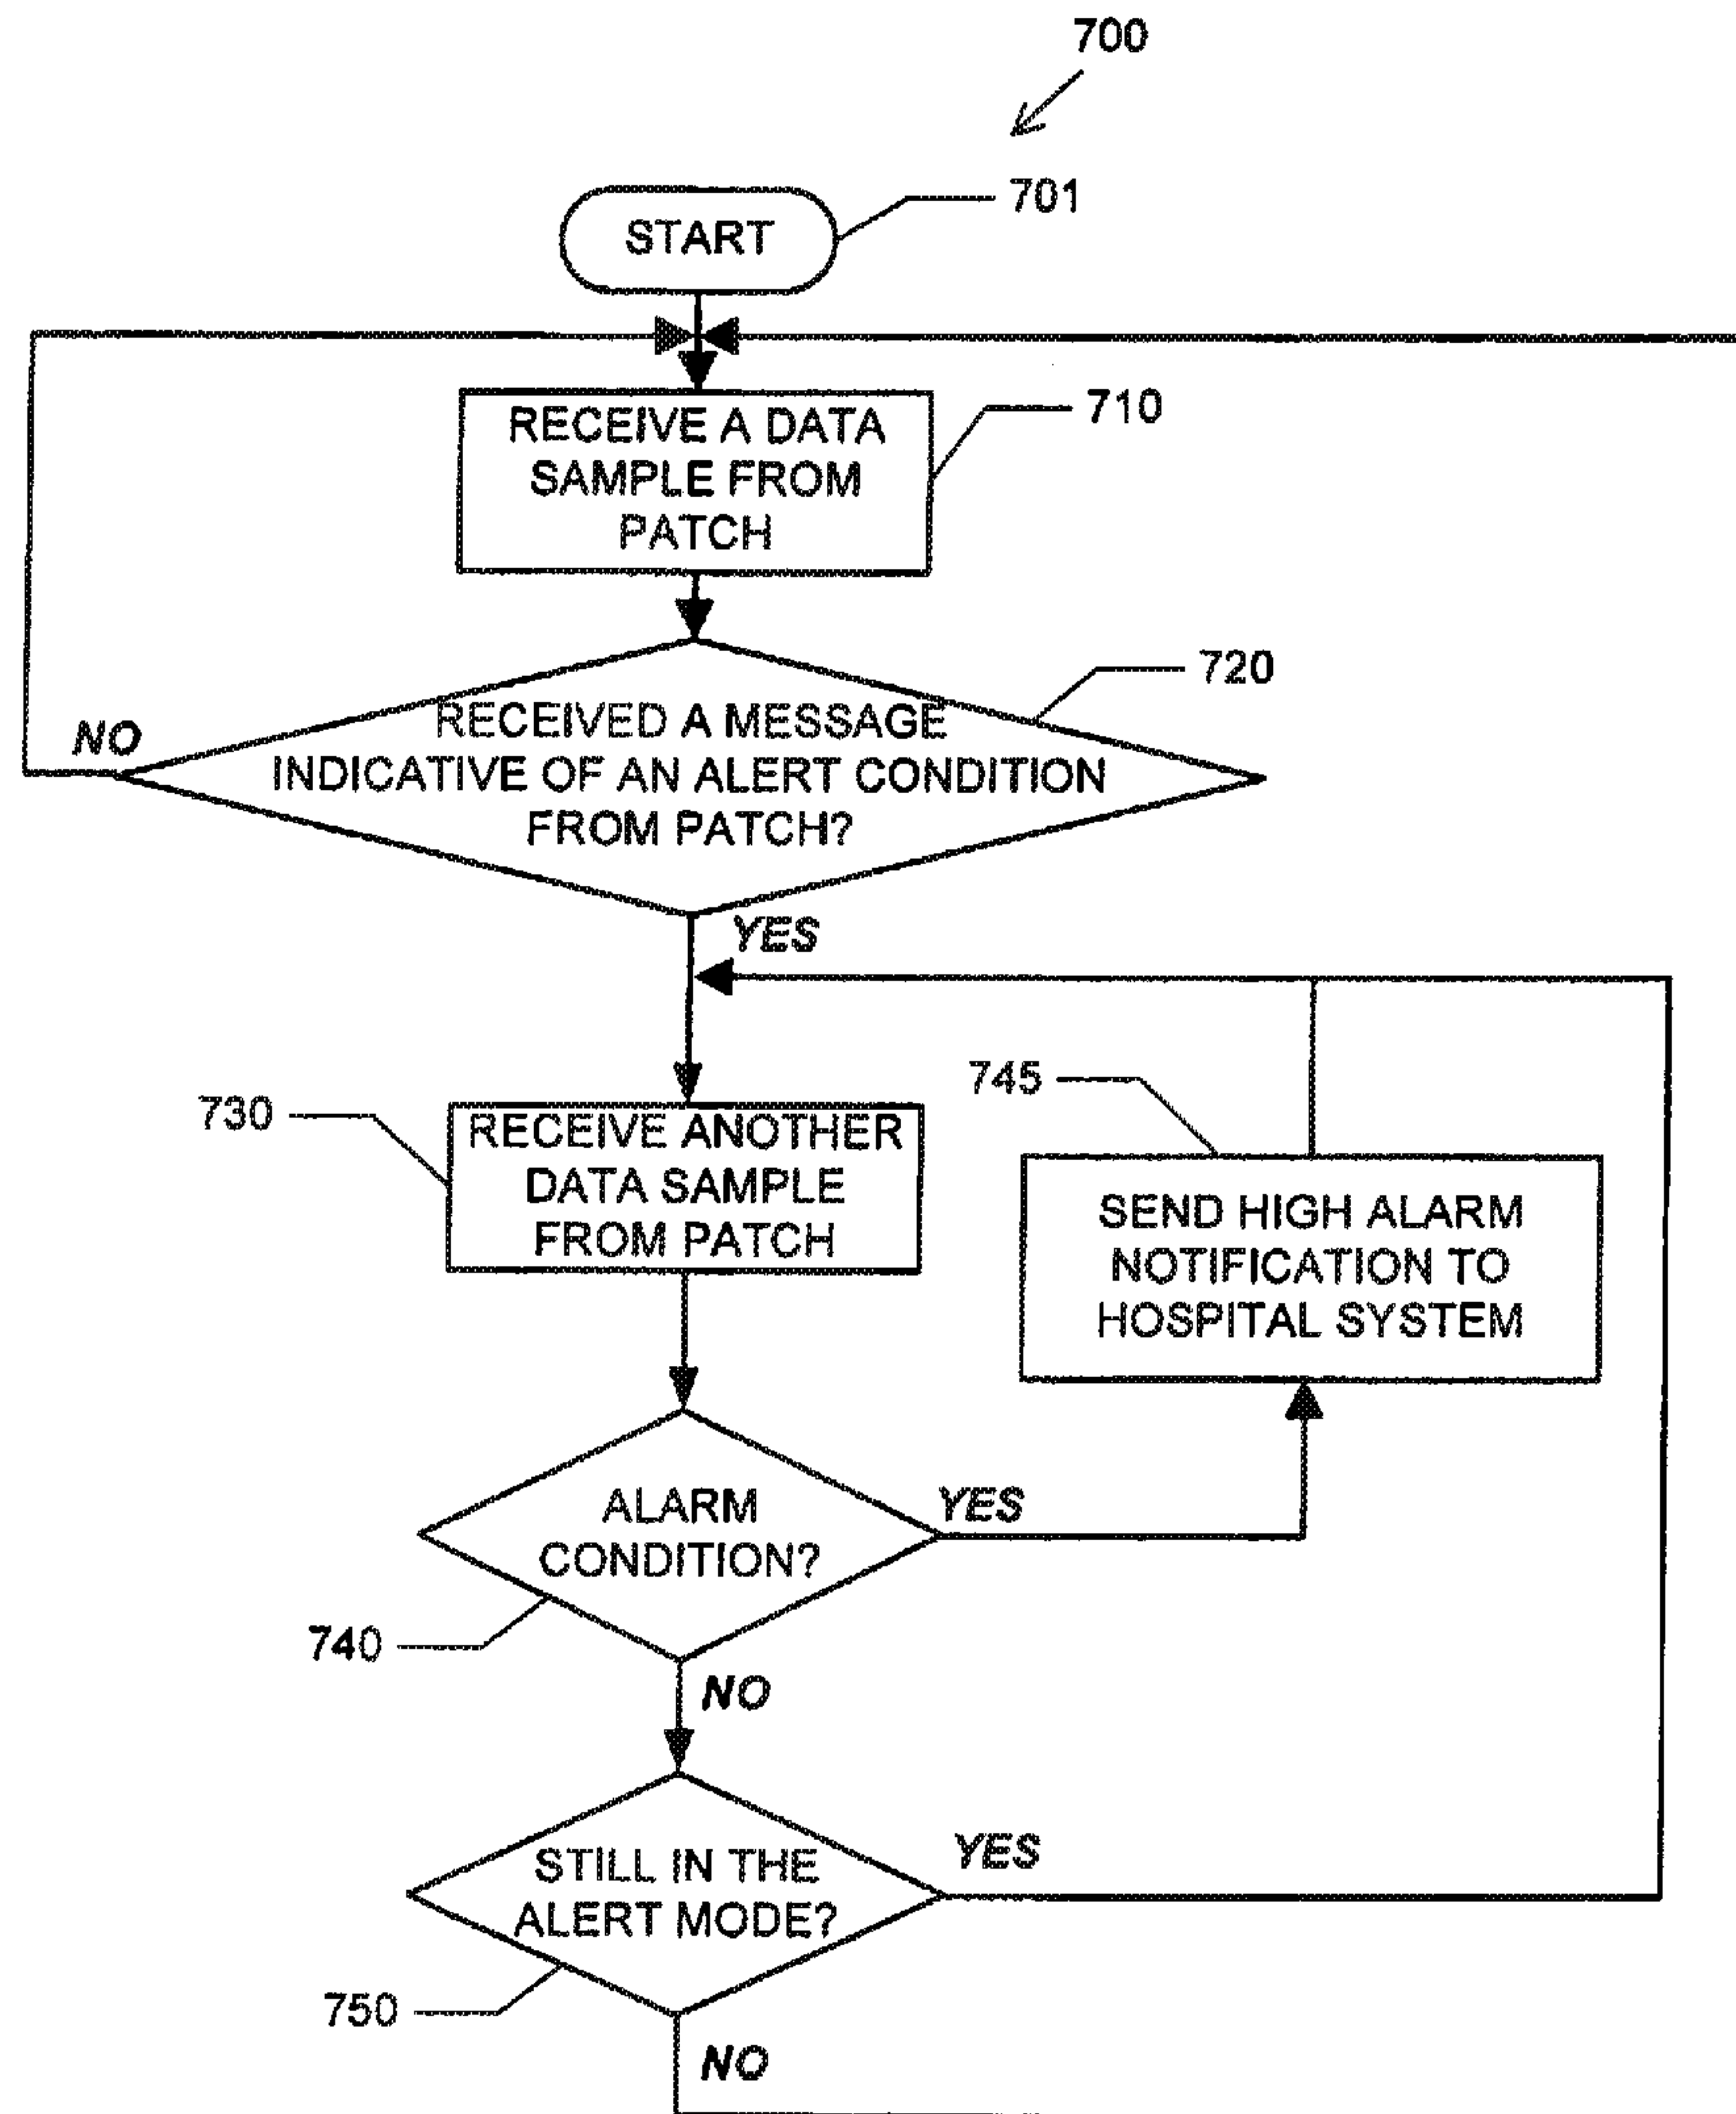 700
START
701
RECEIVE A DATA
SAMPLE FROM
PATCH
710
RECEIVED A MESSAGE
INDICATIVE OF AN ALERT CONDITION
FROM PATCH?
720
NO
YES
730
RECEIVE ANOTHER
DATA SAMPLE
FROM PATCH
745
SEND HIGH ALARM
NOTIFICATION TO
HOSPITAL SYSTEM
ALARM
CONDITION?
YES
740
NO
STILL IN THE
ALERT MODE?
YES
750
NO